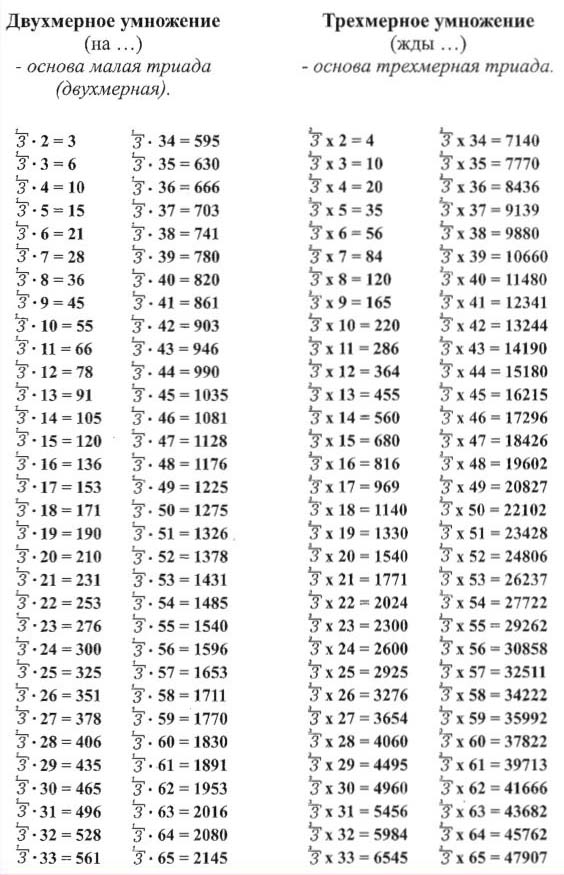 Двухмерное умножение
(на ...)
- основа малая триада
(двухмерная).
3̅ · 2 = 3
3̅ · 3 = 6
3̅ · 4 = 10
3̅ · 5 = 15
3̅ · 6 = 21
3̅ · 7 = 28
3̅ · 8 = 36
3̅ · 9 = 45
3̅ · 10 = 55
3̅ · 11 = 66
3̅ · 12 = 78
3̅ · 13 = 91
3̅ · 14 = 105
3̅ · 15 = 120
3̅ · 16 = 136
3̅ · 17 = 153
3̅ · 18 = 171
3̅ · 19 = 190
3̅ · 20 = 210
3̅ · 21 = 231
3̅ · 22 = 253
3̅ · 23 = 276
3̅ · 24 = 300
3̅ · 25 = 325
3̅ · 26 = 351
3̅ · 27 = 378
3̅ · 28 = 406
3̅ · 29 = 435
3̅ · 30 = 465
3̅ · 31 = 496
3̅ · 32 = 528
3̅ · 33 = 561
3̅ · 34 = 595
3̅ · 35 = 630
3̅ · 36 = 666
3̅ · 37 = 703
3̅ · 38 = 741
3̅ · 39 = 780
3̅ · 40 = 820
3̅ · 41 = 861
3̅ · 42 = 903
3̅ · 43 = 946
3̅ · 44 = 990
3̅ · 45 = 1035
3̅ · 46 = 1081
3̅ · 47 = 1128
3̅ · 48 = 1176
3̅ · 49 = 1225
3̅ · 50 = 1275
3̅ · 51 = 1326
3̅ · 52 = 1378
3̅ · 53 = 1431
3̅ · 54 = 1485
3̅ · 55 = 1540
3̅ · 56 = 1596
3̅ · 57 = 1653
3̅ · 58 = 1711
3̅ · 59 = 1770
3̅ · 60 = 1830
3̅ · 61 = 1891
3̅ · 62 = 1953
3̅ · 63 = 2016
3̅ · 64 = 2080
3̅ · 65 = 2145
Трехмерное умножение
(жды ...)
- основа трехмерная триада.
3̅ x 2 = 4
3̅ x 3 = 10
3̅ x 4 = 20
3̅ x 5 = 35
3̅ x 6 = 56
3̅ x 7 = 84
3̅ x 8 = 120
3̅ x 9 = 165
3̅ x 10 = 220
3̅ x 11 = 286
3̅ x 12 = 364
3̅ x 13 = 455
3̅ x 14 = 560
3̅ x 15 = 680
3̅ x 16 = 816
3̅ x 17 = 969
3̅ x 18 = 1140
3̅ x 19 = 1330
3̅ x 20 = 1540
3̅ x 21 = 1771
3̅ x 22 = 2024
3̅ x 23 = 2300
3̅ x 24 = 2600
3̅ x 25 = 2925
3̅ x 26 = 3276
3̅ x 27 = 3654
3̅ x 28 = 4060
3̅ x 29 = 4495
3̅ x 30 = 4960
3̅ x 31 = 5456
3̅ x 32 = 5984
3̅ x 33 = 6545
3̅ x 34 = 7140
3̅ x 35 = 7770
3̅ x 36 = 8436
3̅ x 37 = 9139
3̅ x 38 = 9880
3̅ x 39 = 10660
3̅ x 40 = 11480
3̅ x 41 = 12341
3̅ x 42 = 13244
3̅ x 43 = 14190
3̅ x 44 = 15180
3̅ x 45 = 16215
3̅ x 46 = 17296
3̅ x 47 = 18426
3̅ x 48 = 19602
3̅ x 49 = 20827
3̅ x 50 = 22102
3̅ x 51 = 23428
3̅ x 52 = 24806
3̅ x 53 = 26237
3̅ x 54 = 27722
3̅ x 55 = 29262
3̅ x 56 = 30858
3̅ x 57 = 32511
3̅ x 58 = 34222
3̅ x 59 = 35992
3̅ x 60 = 37822
3̅ x 61 = 39713
3̅ x 62 = 41666
3̅ x 63 = 43682
3̅ x 64 = 45762
3̅ x 65 = 47907